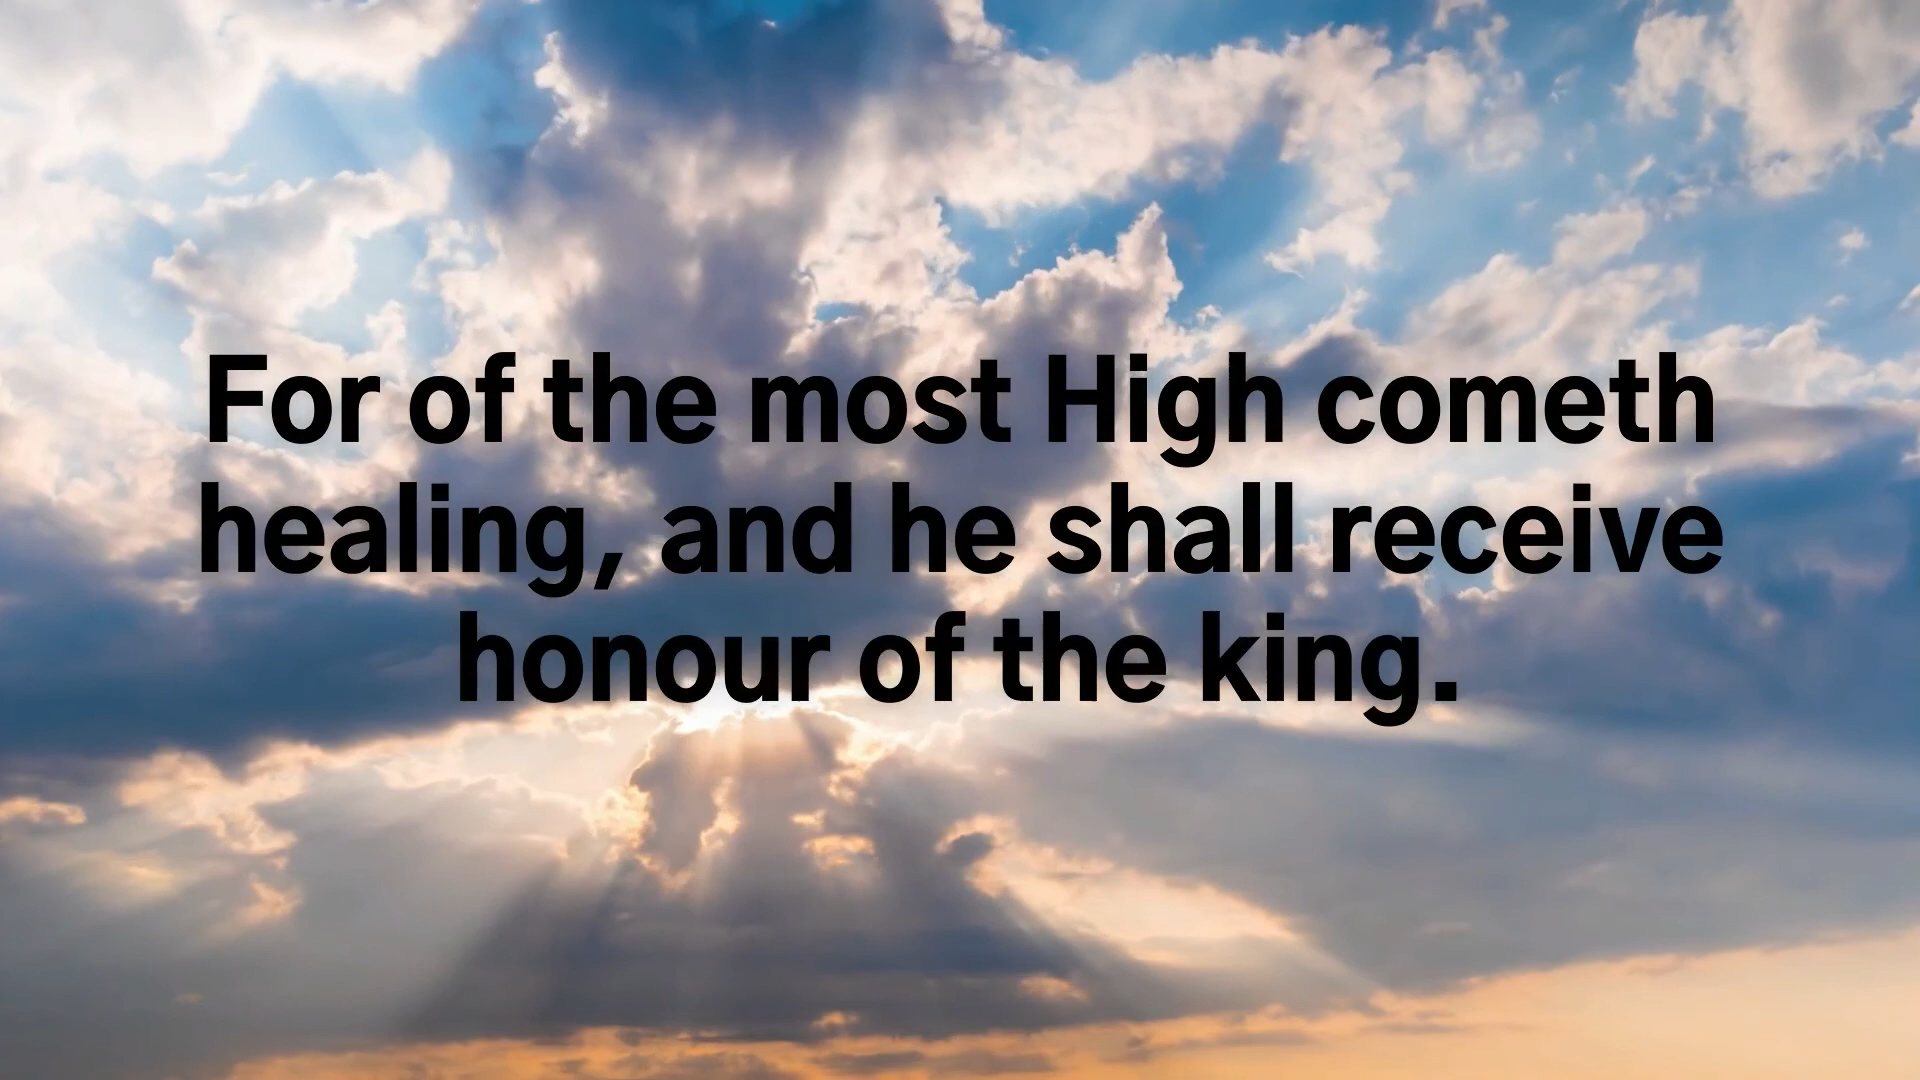 For of the most High cometh
healing, and he shall receive
honour of the king.